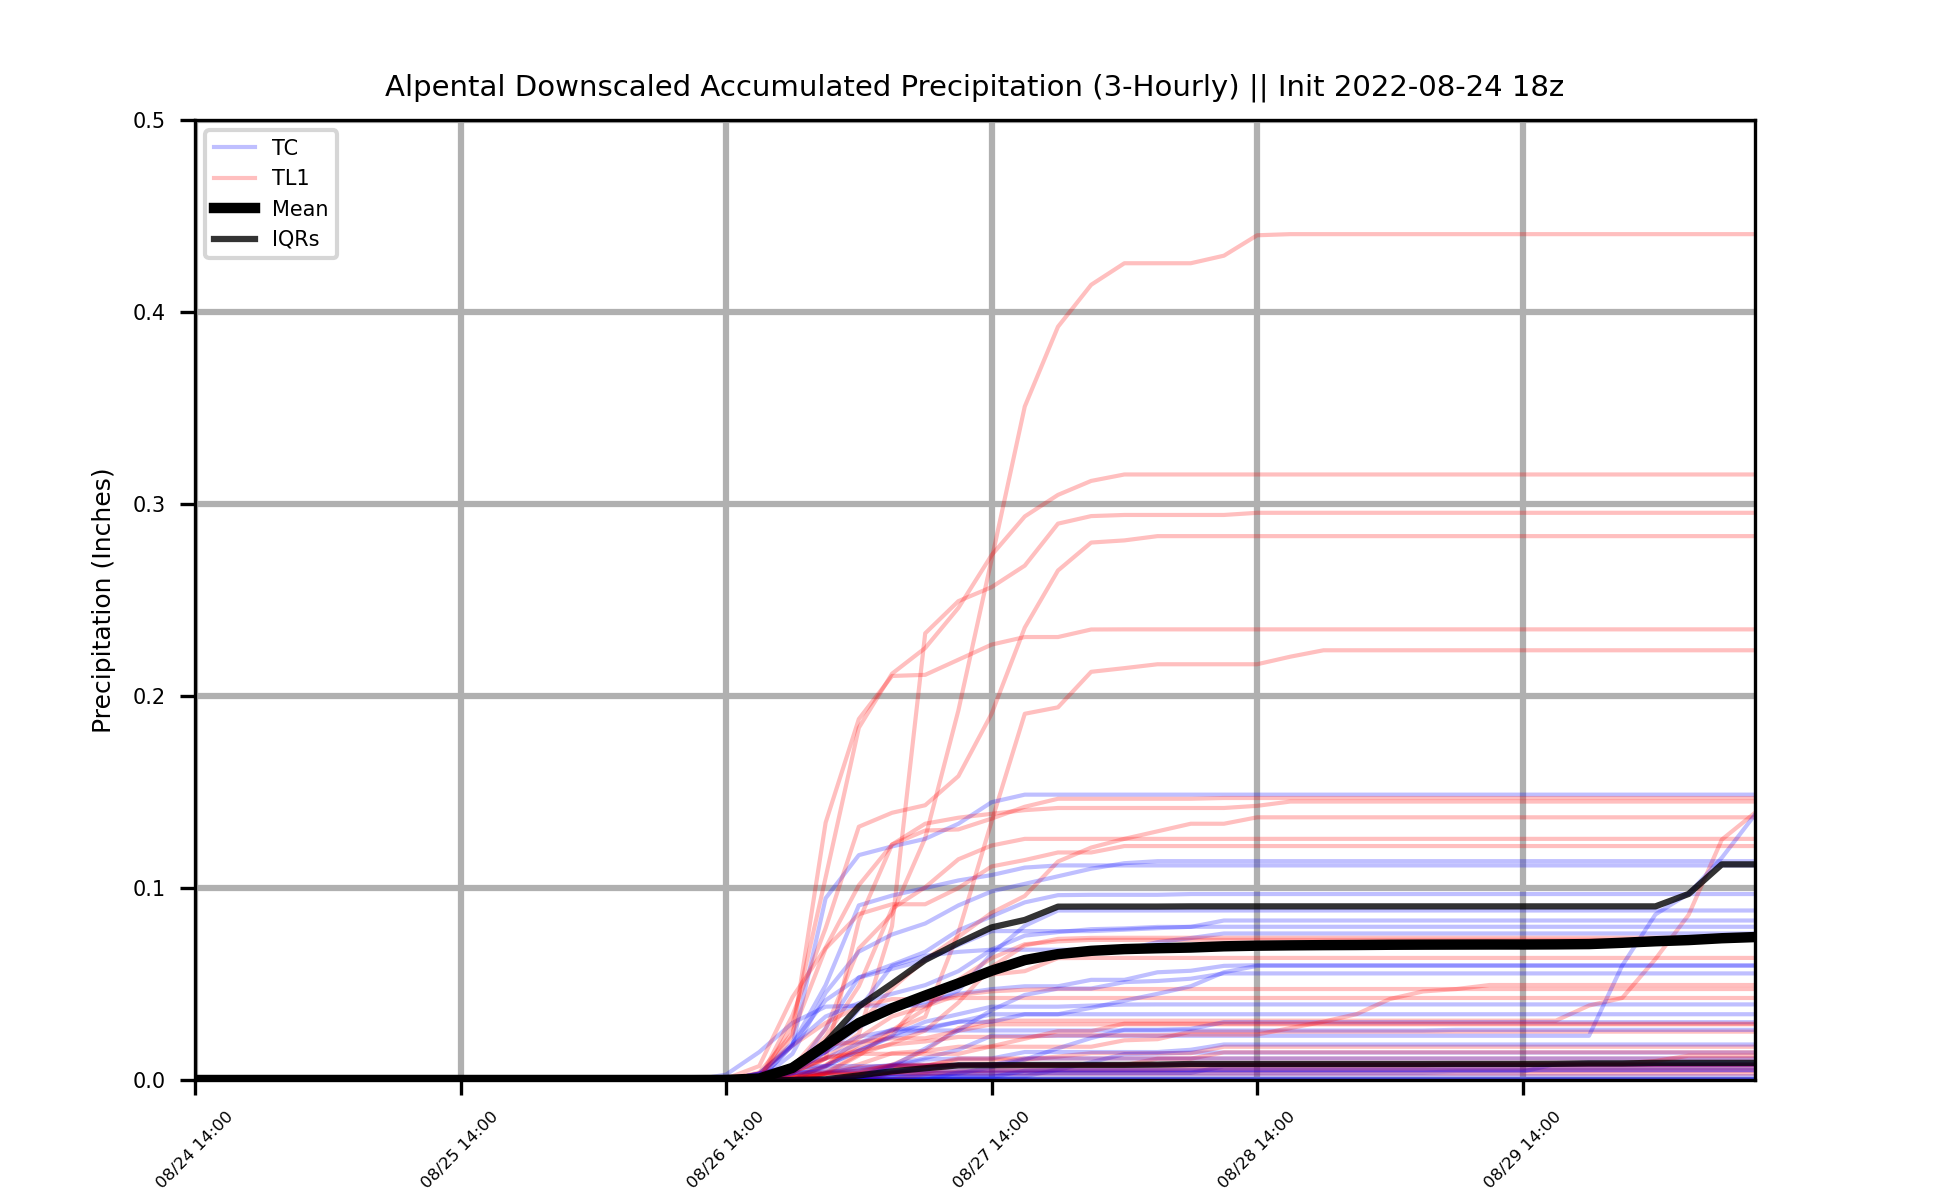 Alpental Downscaled Accumulated Precipitation (3-Hourly) || Init 2022-08-24 18z
TC
TL1
Mean
IQRs
Precipitation (Inches)
0.5
0.4
0.3
0.2
0.1
0.0
08/24 14:00
08/25 14:00
08/26 14:00
08/27 14:00
08/28 14:00
08/29 14:00